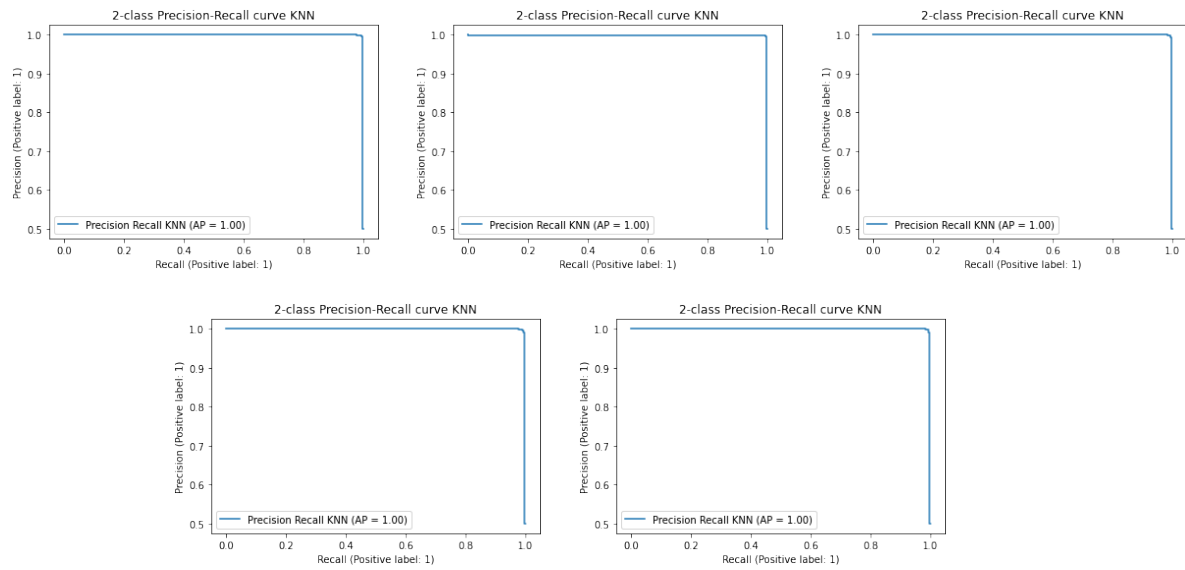 2-class Precision-Recall curve KNN
1.0
0.9
0.8
0.7
0.6
0.5
Precision (Positive label: 1)
Precision Recall KNN (AP = 1.00)
0.0 0.2 0.4 0.6 0.8 1.0
Recall (Positive label: 1)
2-class Precision-Recall curve KNN
1.0
0.9
0.8
0.7
0.6
0.5
Precision (Positive label: 1)
Precision Recall KNN (AP = 1.00)
0.0 0.2 0.4 0.6 0.8 1.0
Recall (Positive label: 1)
2-class Precision-Recall curve KNN
1.0
0.9
0.8
0.7
0.6
0.5
Precision (Positive label: 1)
Precision Recall KNN (AP = 1.00)
0.0 0.2 0.4 0.6 0.8 1.0
Recall (Positive label: 1)
2-class Precision-Recall curve KNN
1.0
0.9
0.8
0.7
0.6
0.5
Precision (Positive label: 1)
Precision Recall KNN (AP = 1.00)
0.0 0.2 0.4 0.6 0.8 1.0
Recall (Positive label: 1)
2-class Precision-Recall curve KNN
1.0
0.9
0.8
0.7
0.6
0.5
Precision (Positive label: 1)
Precision Recall KNN (AP = 1.00)
0.0 0.2 0.4 0.6 0.8 1.0
Recall (Positive label: 1)